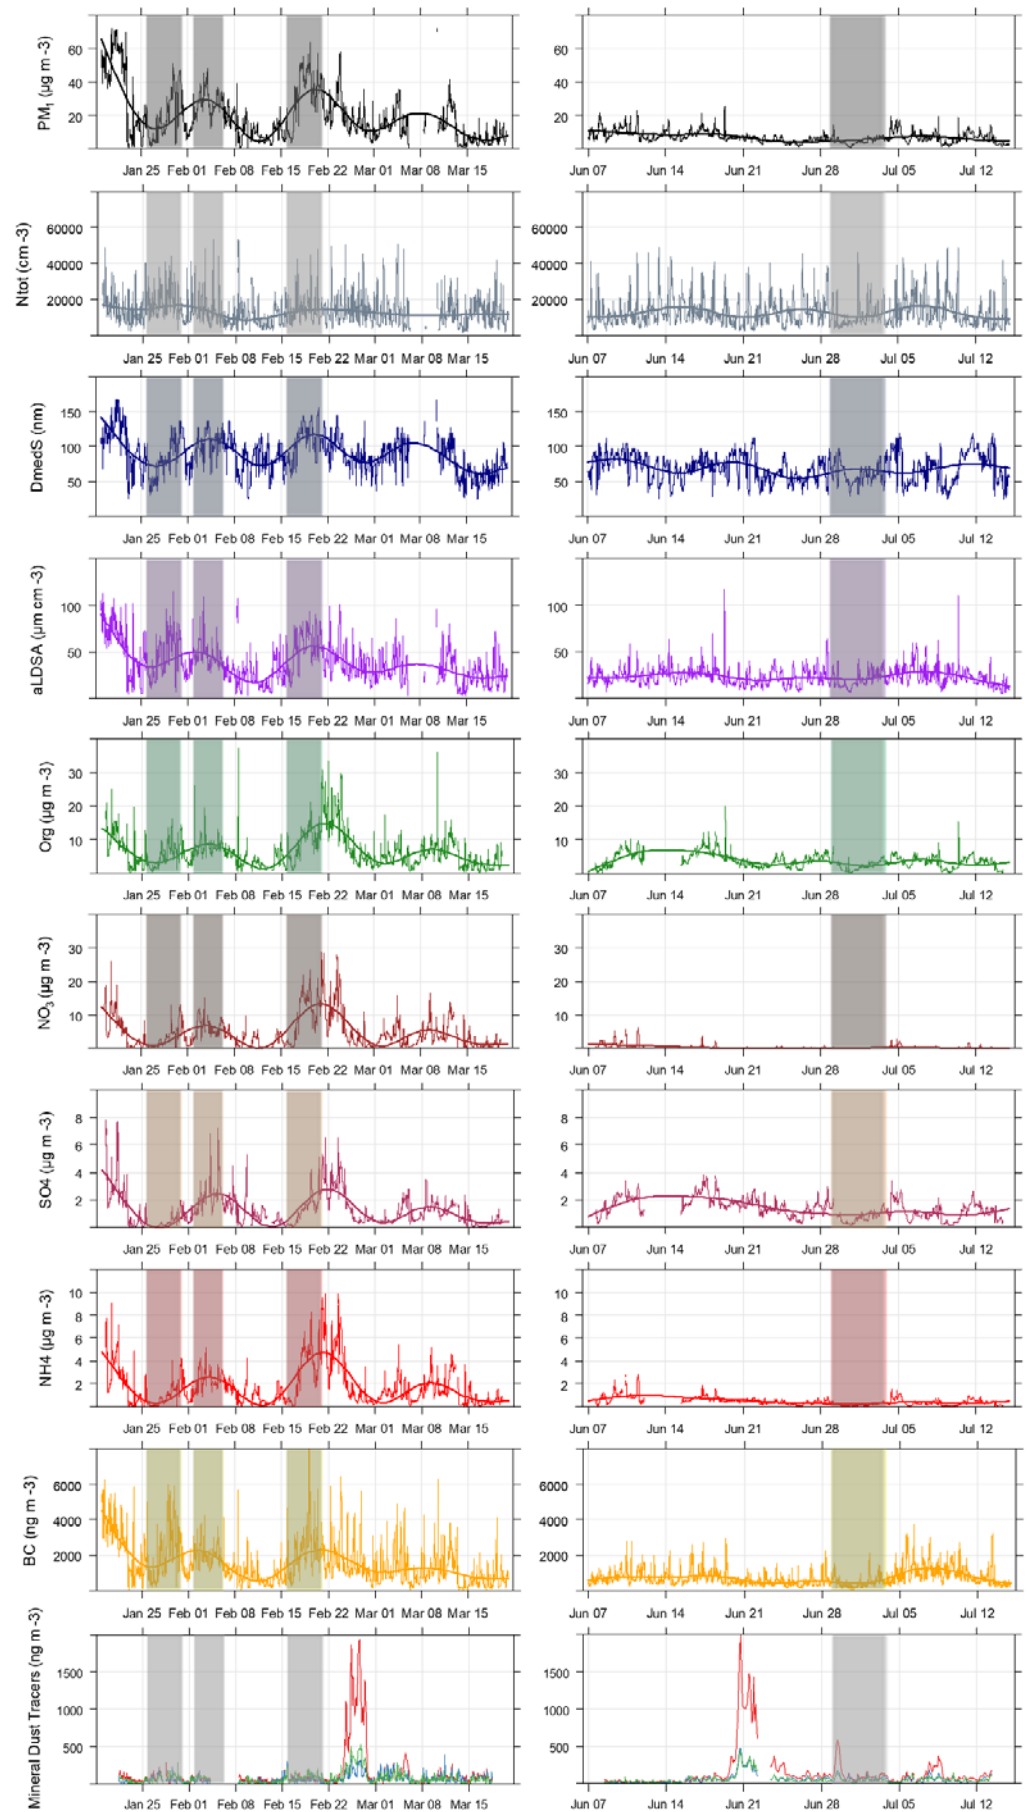 PM1 (µg m -3)
60 60
40 40
20 20
Jan 25 Feb 01 Feb 08 Feb 15 Feb 22 Mar 01 Mar 08 Mar 15 Jun 07 Jun 14 Jun 21 Jun 28 Jul 05 Jul 12
Ntot (cm -3)
60000 60000
40000 40000
20000 20000
Jan 25 Feb 01 Feb 08 Feb 15 Feb 22 Mar 01 Mar 08 Mar 15 Jun 07 Jun 14 Jun 21 Jun 28 Jul 05 Jul 12
DmedS (nm)
150 150
100 100
50 50
Jan 25 Feb 01 Feb 08 Feb 15 Feb 22 Mar 01 Mar 08 Mar 15 Jun 07 Jun 14 Jun 21 Jun 28 Jul 05 Jul 12
aLDSA (µm cm -3)
100 100
50 50
Jan 25 Feb 01 Feb 08 Feb 15 Feb 22 Mar 01 Mar 08 Mar 15 Jun 07 Jun 14 Jun 21 Jun 28 Jul 05 Jul 12
Org (µg m -3)
30 30
20 20
10 10
Jan 25 Feb 01 Feb 08 Feb 15 Feb 22 Mar 01 Mar 08 Mar 15 Jun 07 Jun 14 Jun 21 Jun 28 Jul 05 Jul 12
NO3 (µg m -3)
30 30
20 20
10 10
Jan 25 Feb 01 Feb 08 Feb 15 Feb 22 Mar 01 Mar 08 Mar 15 Jun 07 Jun 14 Jun 21 Jun 28 Jul 05 Jul 12
SO4 (µg m -3)
8 8
6 6
4 4
2 2
Jan 25 Feb 01 Feb 08 Feb 15 Feb 22 Mar 01 Mar 08 Mar 15 Jun 07 Jun 14 Jun 21 Jun 28 Jul 05 Jul 12
NH4 (µg m -3)
10 10
8 8
6 6
4 4
2 2
Jan 25 Feb 01 Feb 08 Feb 15 Feb 22 Mar 01 Mar 08 Mar 15 Jun 07 Jun 14 Jun 21 Jun 28 Jul 05 Jul 12
BC (ng m -3)
6000 6000
4000 4000
2000 2000
Jan 25 Feb 01 Feb 08 Feb 15 Feb 22 Mar 01 Mar 08 Mar 15 Jun 07 Jun 14 Jun 21 Jun 28 Jul 05 Jul 12
Mineral Dust Tracers (ng m -3)
1500 1500
1000 1000
500 500
Jan 25 Feb 01 Feb 08 Feb 15 Feb 22 Mar 01 Mar 08 Mar 15 Jun 07 Jun 14 Jun 21 Jun 28 Jul 05 Jul 12